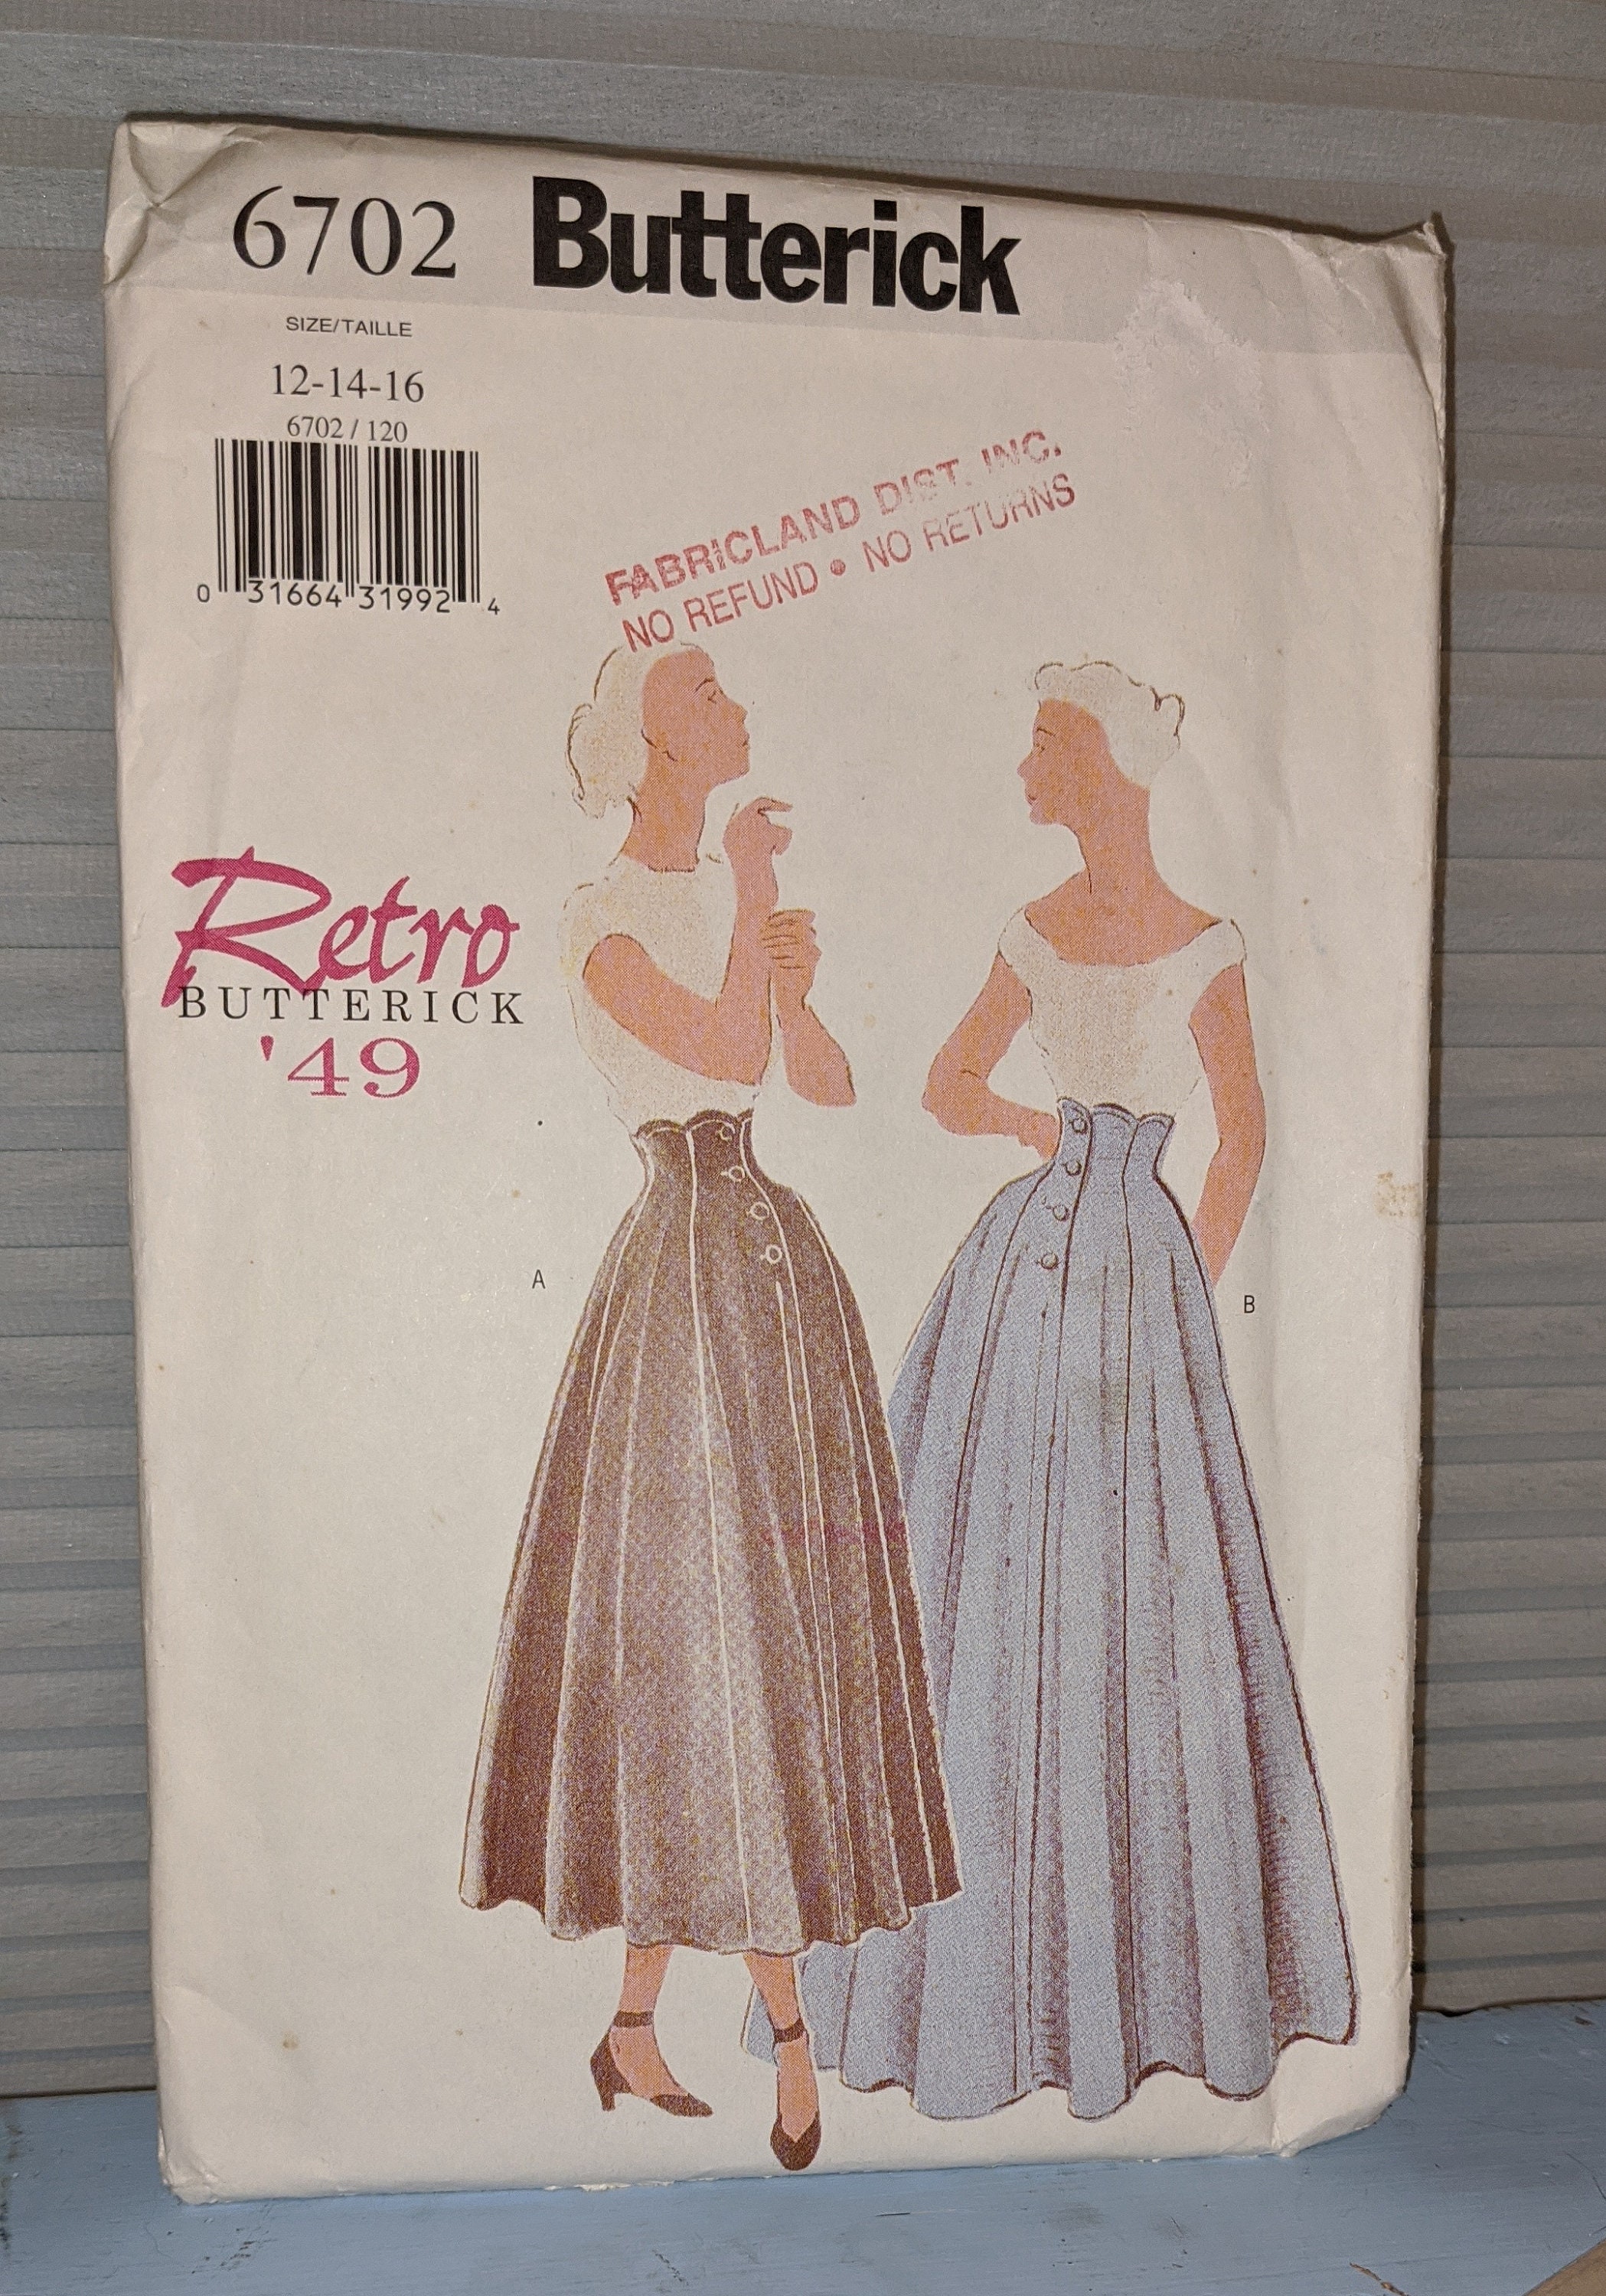 6702 Butterick
SIZE/TAILLE
12-14-16
6702 / 120
0 31664 31992 4
FABRICLAND DIST. INC.
NO REFUND • NO RETURNS
Retro
BUTTERICK
'49
A
B